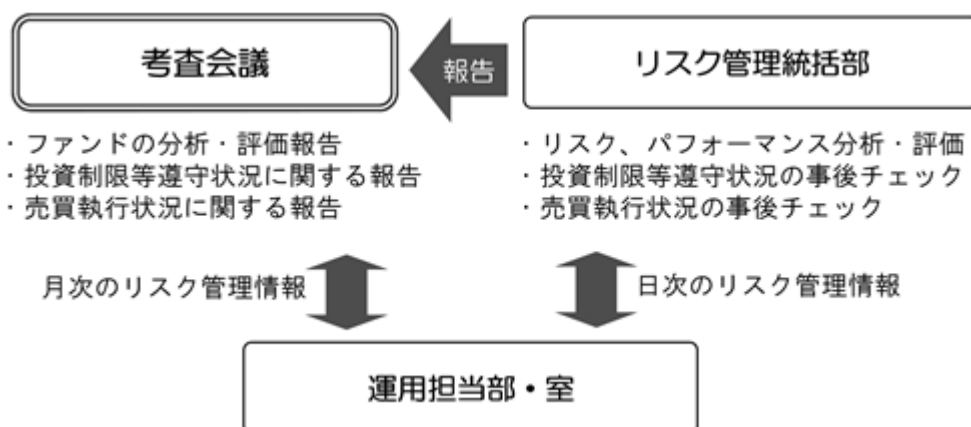 考査会議
報告
リスク管理統括部
・ファンドの分析・評価報告
・投資制限等遵守状況に関する報告
・売買執行状況に関する報告
・リスク、パフォーマンス分析・評価
・投資制限等遵守状況の事後チェック
・売買執行状況の事後チェック
月次のリスク管理情報
日次のリスク管理情報
運用担当部・室